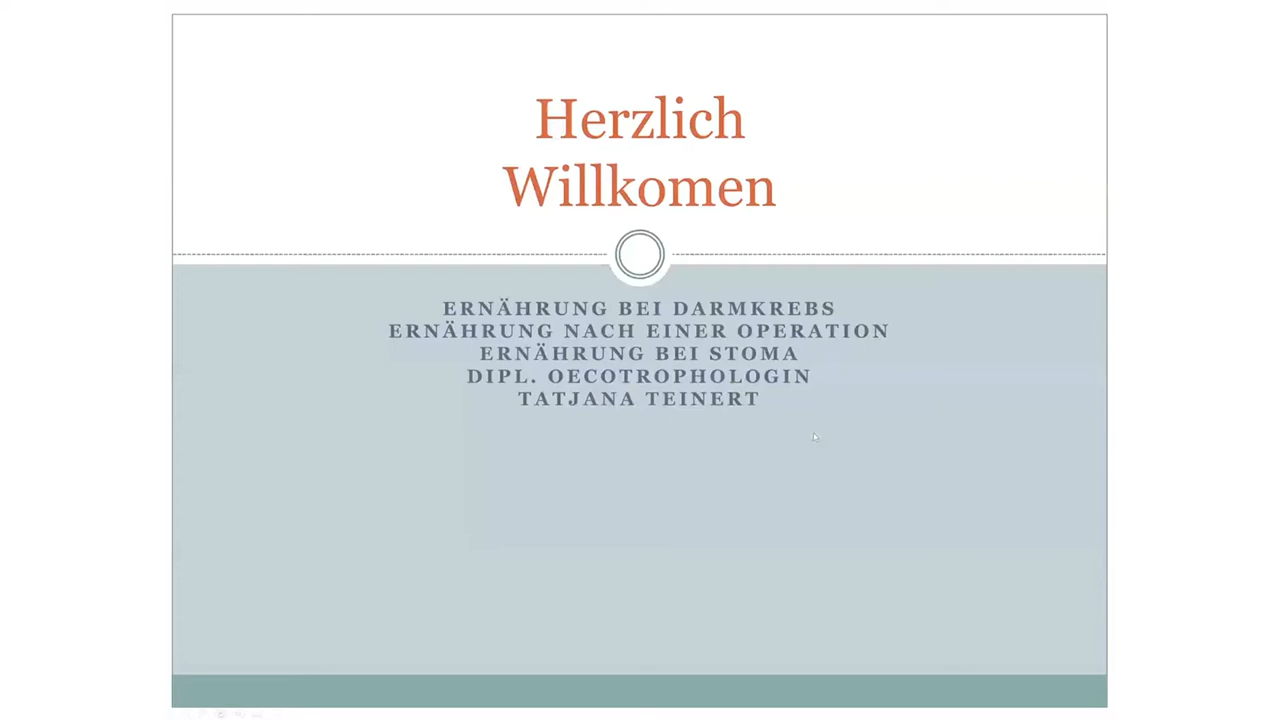 Herzlich
Willkomen
ERNÄHRUNG BEI DARMKREBS
ERNÄHRUNG NACH EINER OPERATION
ERNÄHRUNG BEI STOMA
DIPL. OECOTROPHOLOGIN
TATJANA TEINERT